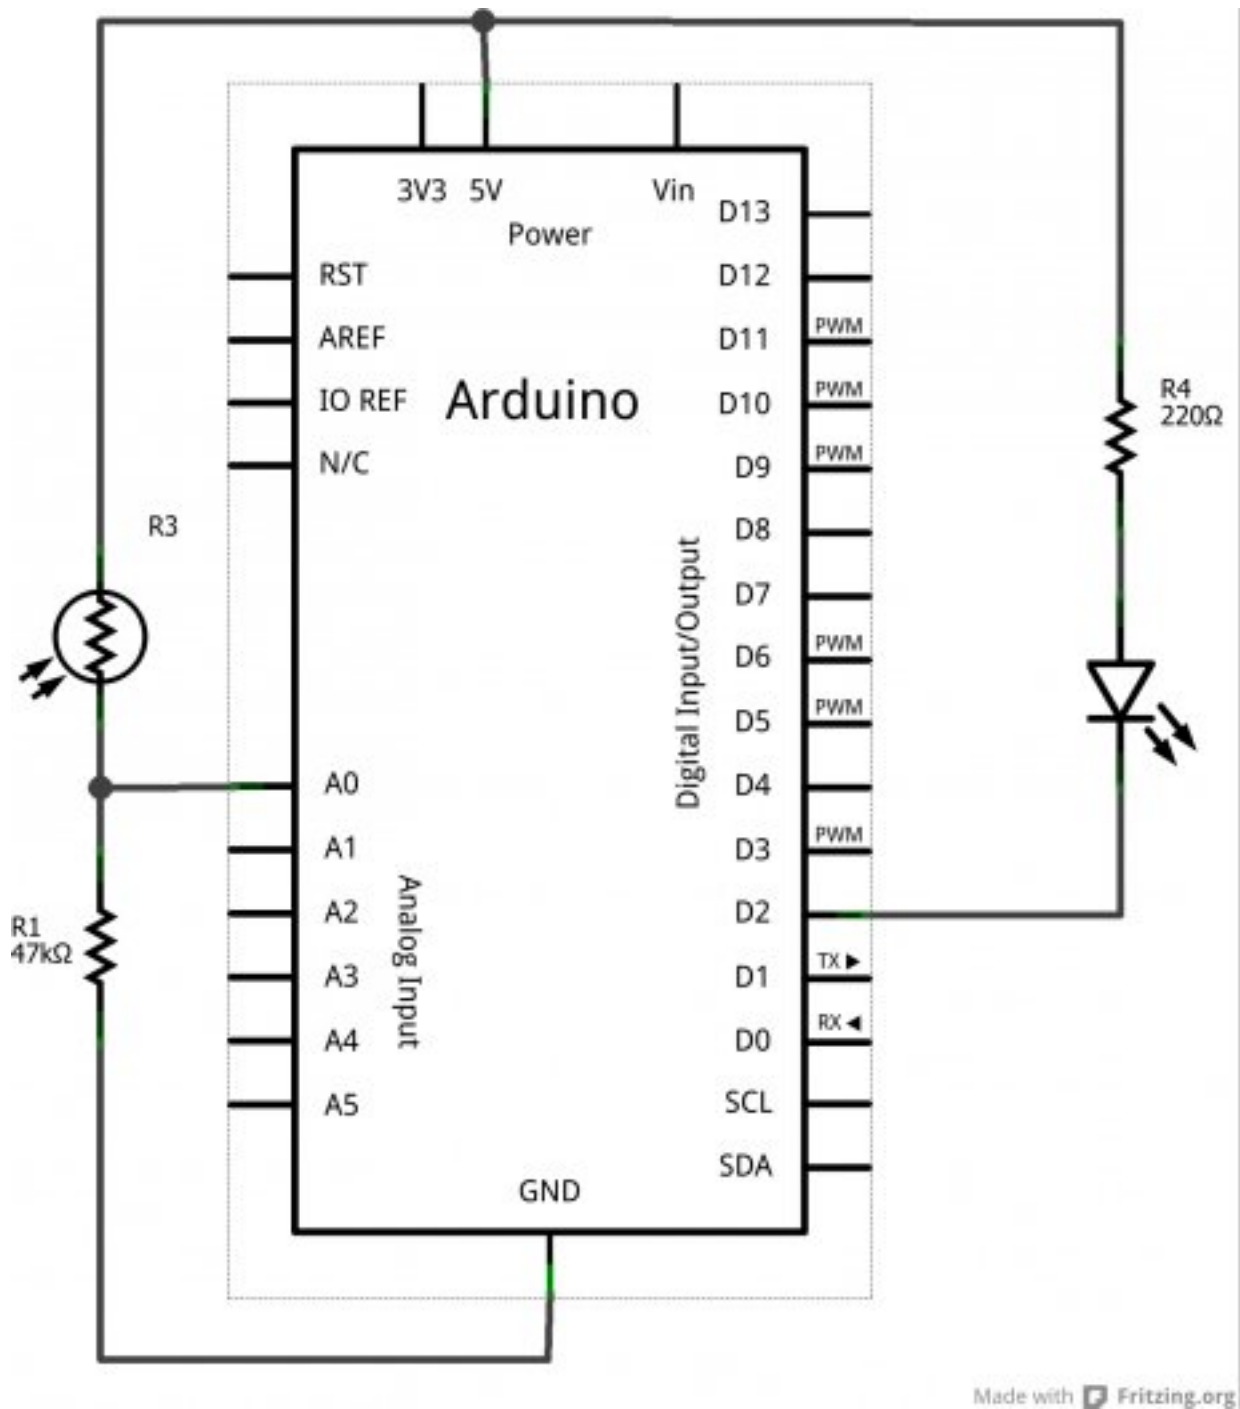 3V3 5V Vin
Power
D13
RST
D12
AREF
PWM
D11
IO REF
Arduino
PWM
D10
N/C
PWM
D9
R4
220Ω
R3
D8
D7
Digital Input/Output
PWM
D6
PWM
D5
A0
D4
A1
PWM
D3
Analog Input
A2
D2
R1
47kΩ
A3
TX
D1
A4
RX
D0
A5
SCL
SDA
GND
Made with Fritzing.org